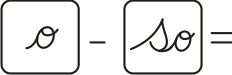 o - so =